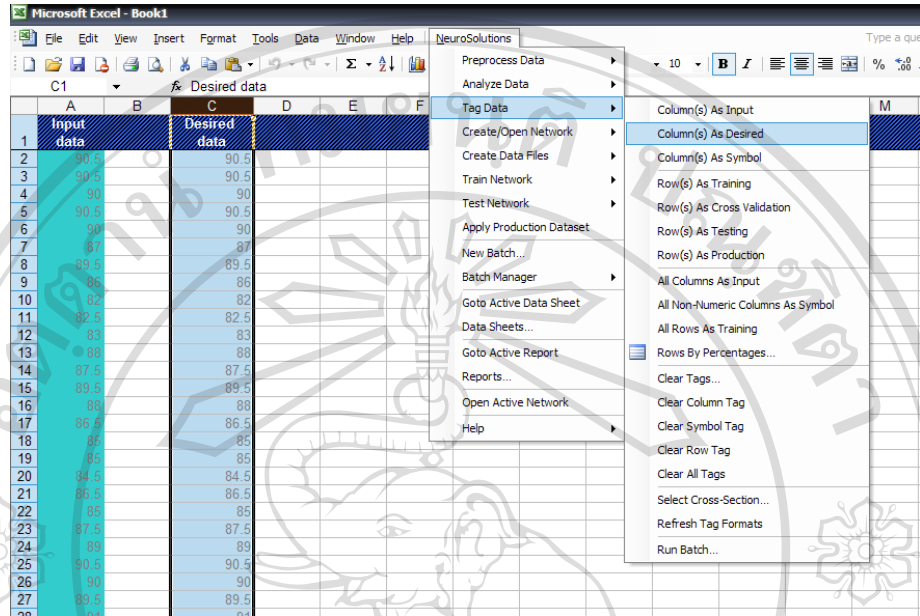 Microsoft Excel - Book1
File Edit View Insert Format Tools Data Window Help NeuroSolutions Type a que
Σ 10 B I %
C1 fx Desired data
A B C D E F M
1 Input data Desired data
2 90.5 90.5
3 90.5 90.5
4 90 90
5 90.5 90.5
6 90 90
7 87 87
8 89.5 89.5
9 86 86
10 82 82
11 82.5 82.5
12 83 83
13 88 88
14 87.5 87.5
15 89.5 89.5
16 88 88
17 86.5 86.5
18 85 85
19 85 85
20 84.5 84.5
21 86.5 86.5
22 85 85
23 87.5 87.5
24 89 89
25 90.5 90.5
26 90 90
27 89.5 89.5
28 91 91
Preprocess Data
Analyze Data
Tag Data
Create/Open Network
Create Data Files
Train Network
Test Network
Apply Production Dataset
New Batch...
Batch Manager
Goto Active Data Sheet
Data Sheets...
Goto Active Report
Reports...
Open Active Network
Help
Column(s) As Input
Column(s) As Desired
Column(s) As Symbol
Row(s) As Training
Row(s) As Cross Validation
Row(s) As Testing
Row(s) As Production
All Columns As Input
All Non-Numeric Columns As Symbol
All Rows As Training
Rows By Percentages...
Clear Tags...
Clear Column Tag
Clear Symbol Tag
Clear Row Tag
Clear All Tags
Select Cross-Section...
Refresh Tag Formats
Run Batch...